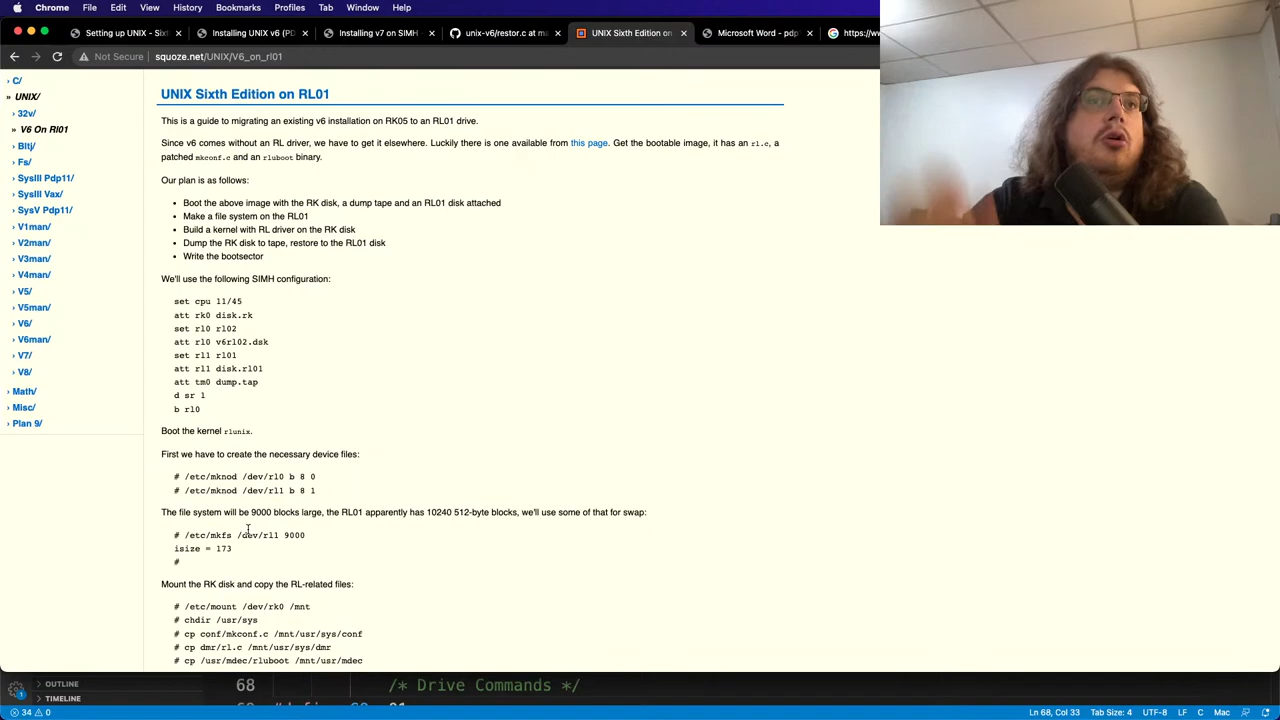 Chrome File Edit View History Bookmarks Profiles Tab Window Help
Setting up UNIX - Sixt × Installing UNIX v6 (PD × Installing v7 on SIMH × unix-v6/restor.c at ma × UNIX Sixth Edition on × Microsoft Word - pdp × https://ww
Not Secure squoze.net/UNIX/V6_on_rl01
› C/
» UNIX/
› 32v/
» V6 On Rl01
› Bltj/
› Fs/
› SysIII Pdp11/
› SysIII Vax/
› SysV Pdp11/
› V1man/
› V2man/
› V3man/
› V4man/
› V5/
› V5man/
› V6/
› V6man/
› V7/
› V8/
› Math/
› Misc/
› Plan 9/
UNIX Sixth Edition on RL01
This is a guide to migrating an existing v6 installation on RK05 to an RL01 drive.
Since v6 comes without an RL driver, we have to get it elsewhere. Luckily there is one available from this page. Get the bootable image, it has an rl.c, a
patched mkconf.c and an rluboot binary.
Our plan is as follows:
• Boot the above image with the RK disk, a dump tape and an RL01 disk attached
• Make a file system on the RL01
• Build a kernel with RL driver on the RK disk
• Dump the RK disk to tape, restore to the RL01 disk
• Write the bootsector
We'll use the following SIMH configuration:
set cpu 11/45
att rk0 disk.rk
set rl0 rl02
att rl0 v6rl02.dsk
set rl1 rl01
att rl1 disk.rl01
att tm0 dump.tap
d sr 1
b rl0
Boot the kernel rlunix.
First we have to create the necessary device files:
# /etc/mknod /dev/rl0 b 8 0
# /etc/mknod /dev/rl1 b 8 1
The file system will be 9000 blocks large, the RL01 apparently has 10240 512-byte blocks, we'll use some of that for swap:
# /etc/mkfs /dev/rl1 9000
isize = 173
#
Mount the RK disk and copy the RL-related files:
# /etc/mount /dev/rk0 /mnt
# chdir /usr/sys
# cp conf/mkconf.c /mnt/usr/sys/conf
# cp dmr/rl.c /mnt/usr/sys/dmr
# cp /usr/mdec/rluboot /mnt/usr/mdec
› OUTLINE
› TIMELINE
68 /* Drive Commands */
1
34 0 Ln 68, Col 33 Tab Size: 4 UTF-8 LF C Mac